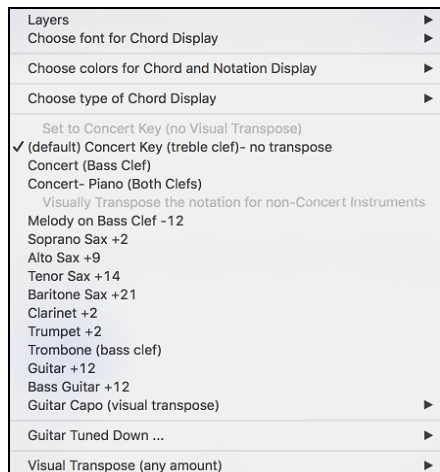 Layers
Choose font for Chord Display
Choose colors for Chord and Notation Display
Choose type of Chord Display
Set to Concert Key (no Visual Transpose)
(default) Concert Key (treble clef)- no transpose
Concert (Bass Clef)
Concert- Piano (Both Clefs)
Visually Transpose the notation for non-Concert Instruments
Melody on Bass Clef -12
Soprano Sax +2
Alto Sax +9
Tenor Sax +14
Baritone Sax +21
Clarinet +2
Trumpet +2
Trombone (bass clef)
Guitar +12
Bass Guitar +12
Guitar Capo (visual transpose)
Guitar Tuned Down ...
Visual Transpose (any amount)